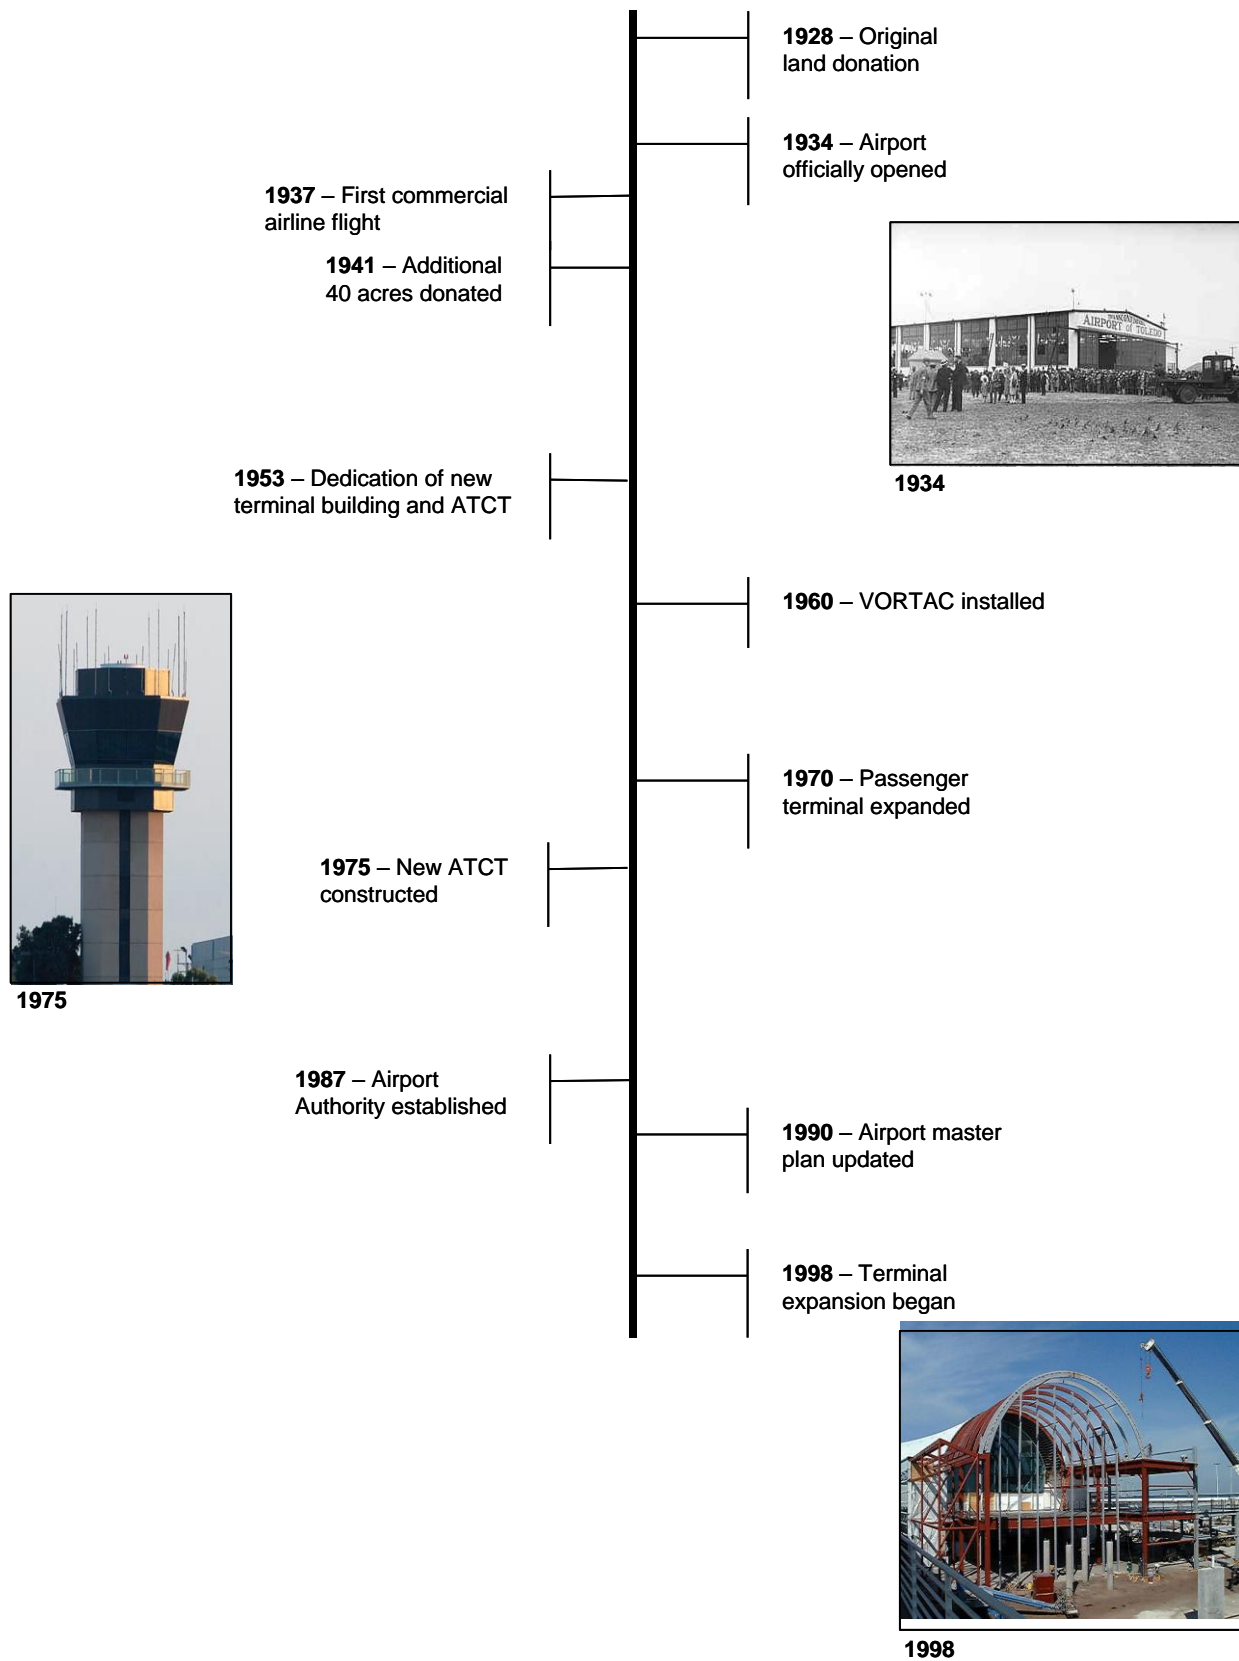 1928 – Original
land donation
1934 – Airport
officially opened
1937 – First commercial
airline flight
1941 – Additional
40 acres donated
TRANSCONTINENTAL
AIRPORT of TOLEDO
1934
1953 – Dedication of new
terminal building and ATCT
1960 – VORTAC installed
1970 – Passenger
terminal expanded
1975 – New ATCT
constructed
1975
1987 – Airport
Authority established
1990 – Airport master
plan updated
1998 – Terminal
expansion began
1998